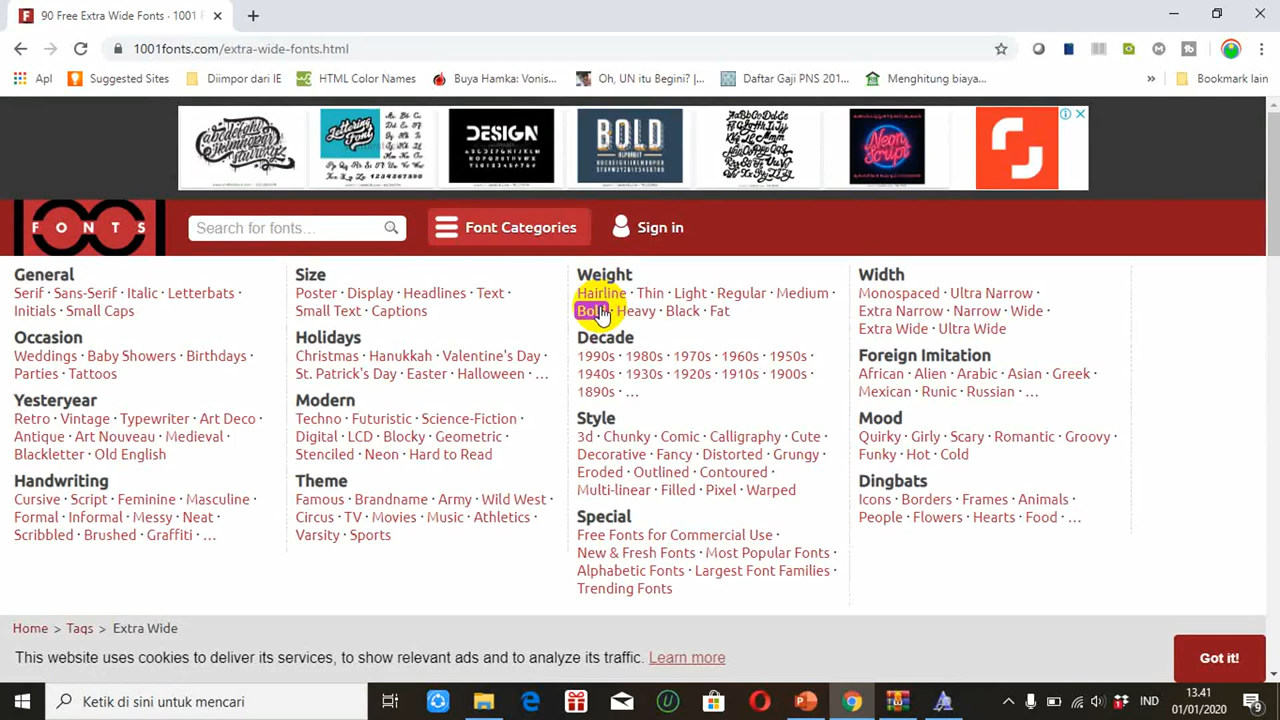 90 Free Extra Wide Fonts · 1001 F
1001fonts.com/extra-wide-fonts.html
Apl
Suggested Sites
Diimpor dari IE
HTML Color Names
Buya Hamka: Vonis...
Oh, UN itu Begini? |...
Daftar Gaji PNS 201...
Menghitung biaya...
»
Bookmark lain
DESIGN
BOLD
ALPHABET
Neon
Script
FONTS
Search for fonts...
Font Categories
Sign in
General
Serif · Sans-Serif · Italic · Letterbats ·
Initials · Small Caps
Occasion
Weddings · Baby Showers · Birthdays ·
Parties · Tattoos
Yesteryear
Retro · Vintage · Typewriter · Art Deco ·
Antique · Art Nouveau · Medieval ·
Blackletter · Old English
Handwriting
Cursive · Script · Feminine · Masculine ·
Formal · Informal · Messy · Neat ·
Scribbled · Brushed · Graffiti · ...
Size
Poster · Display · Headlines · Text ·
Small Text · Captions
Holidays
Christmas · Hanukkah · Valentine's Day ·
St. Patrick's Day · Easter · Halloween · ...
Modern
Techno · Futuristic · Science-Fiction ·
Digital · LCD · Blocky · Geometric ·
Stenciled · Neon · Hard to Read
Theme
Famous · Brandname · Army · Wild West ·
Circus · TV · Movies · Music · Athletics ·
Varsity · Sports
Weight
Hairline · Thin · Light · Regular · Medium ·
Bold · Heavy · Black · Fat
Decade
1990s · 1980s · 1970s · 1960s · 1950s ·
1940s · 1930s · 1920s · 1910s · 1900s ·
1890s · ...
Style
3d · Chunky · Comic · Calligraphy · Cute ·
Decorative · Fancy · Distorted · Grungy ·
Eroded · Outlined · Contoured ·
Multi-linear · Filled · Pixel · Warped
Special
Free Fonts for Commercial Use ·
New & Fresh Fonts · Most Popular Fonts ·
Alphabetic Fonts · Largest Font Families ·
Trending Fonts
Width
Monospaced · Ultra Narrow ·
Extra Narrow · Narrow · Wide ·
Extra Wide · Ultra Wide
Foreign Imitation
African · Alien · Arabic · Asian · Greek ·
Mexican · Runic · Russian · ...
Mood
Quirky · Girly · Scary · Romantic · Groovy ·
Funky · Hot · Cold
Dingbats
Icons · Borders · Frames · Animals ·
People · Flowers · Hearts · Food · ...
Home > Tags > Extra Wide
This website uses cookies to deliver its services, to show relevant ads and to analyze its traffic. Learn more
Got it!
Ketik di sini untuk mencari
IND
13.41
01/01/2020
9